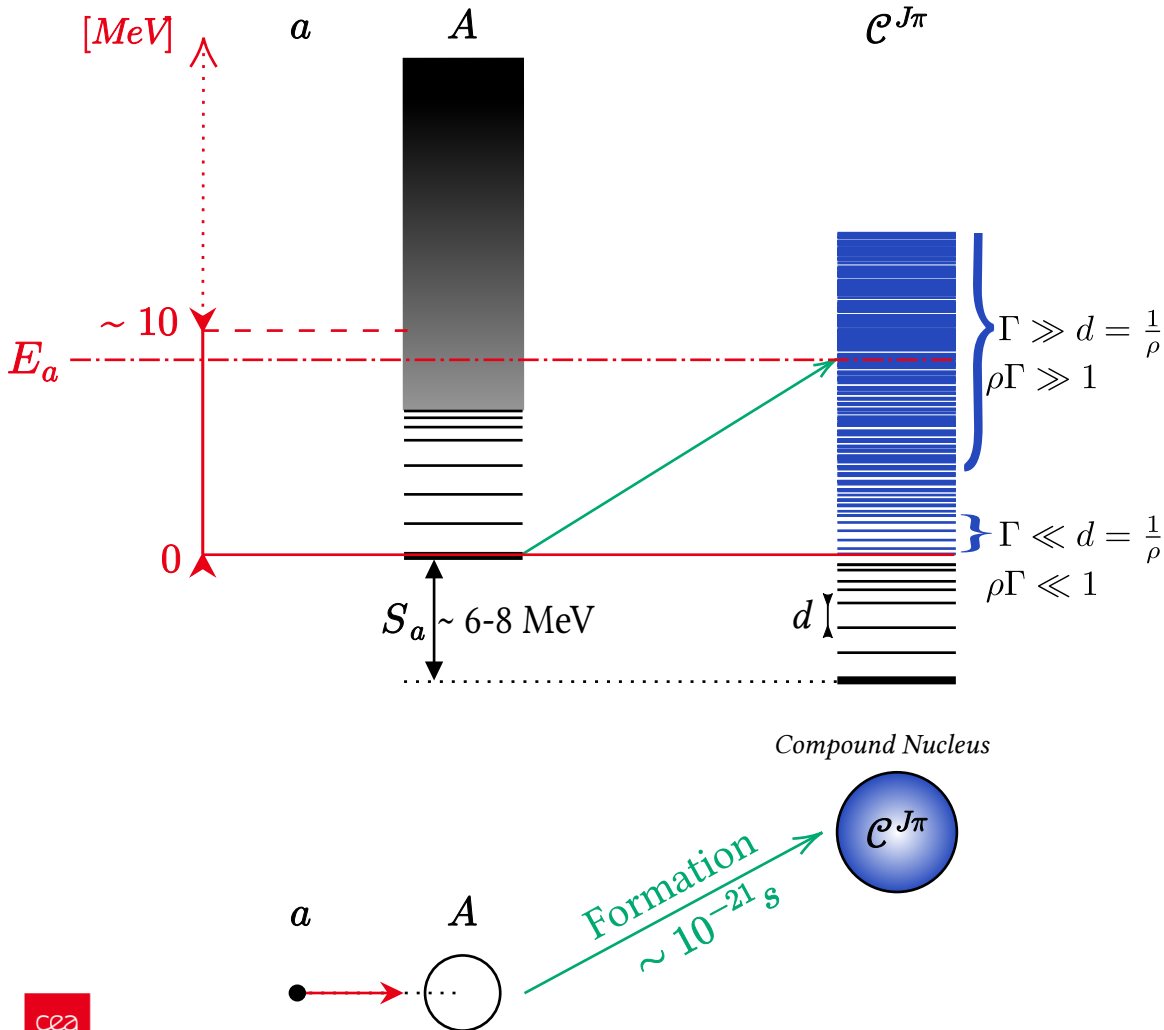 [MeV]
a
A
𝒞^{Jπ}
~ 10
E_a
Γ ≫ d = 1/ρ
ρΓ ≫ 1
0
Γ ≪ d = 1/ρ
ρΓ ≪ 1
S_a ~ 6-8 MeV
d
Compound Nucleus
𝒞^{Jπ}
Formation
~ 10^{-21} s
a
A
cea